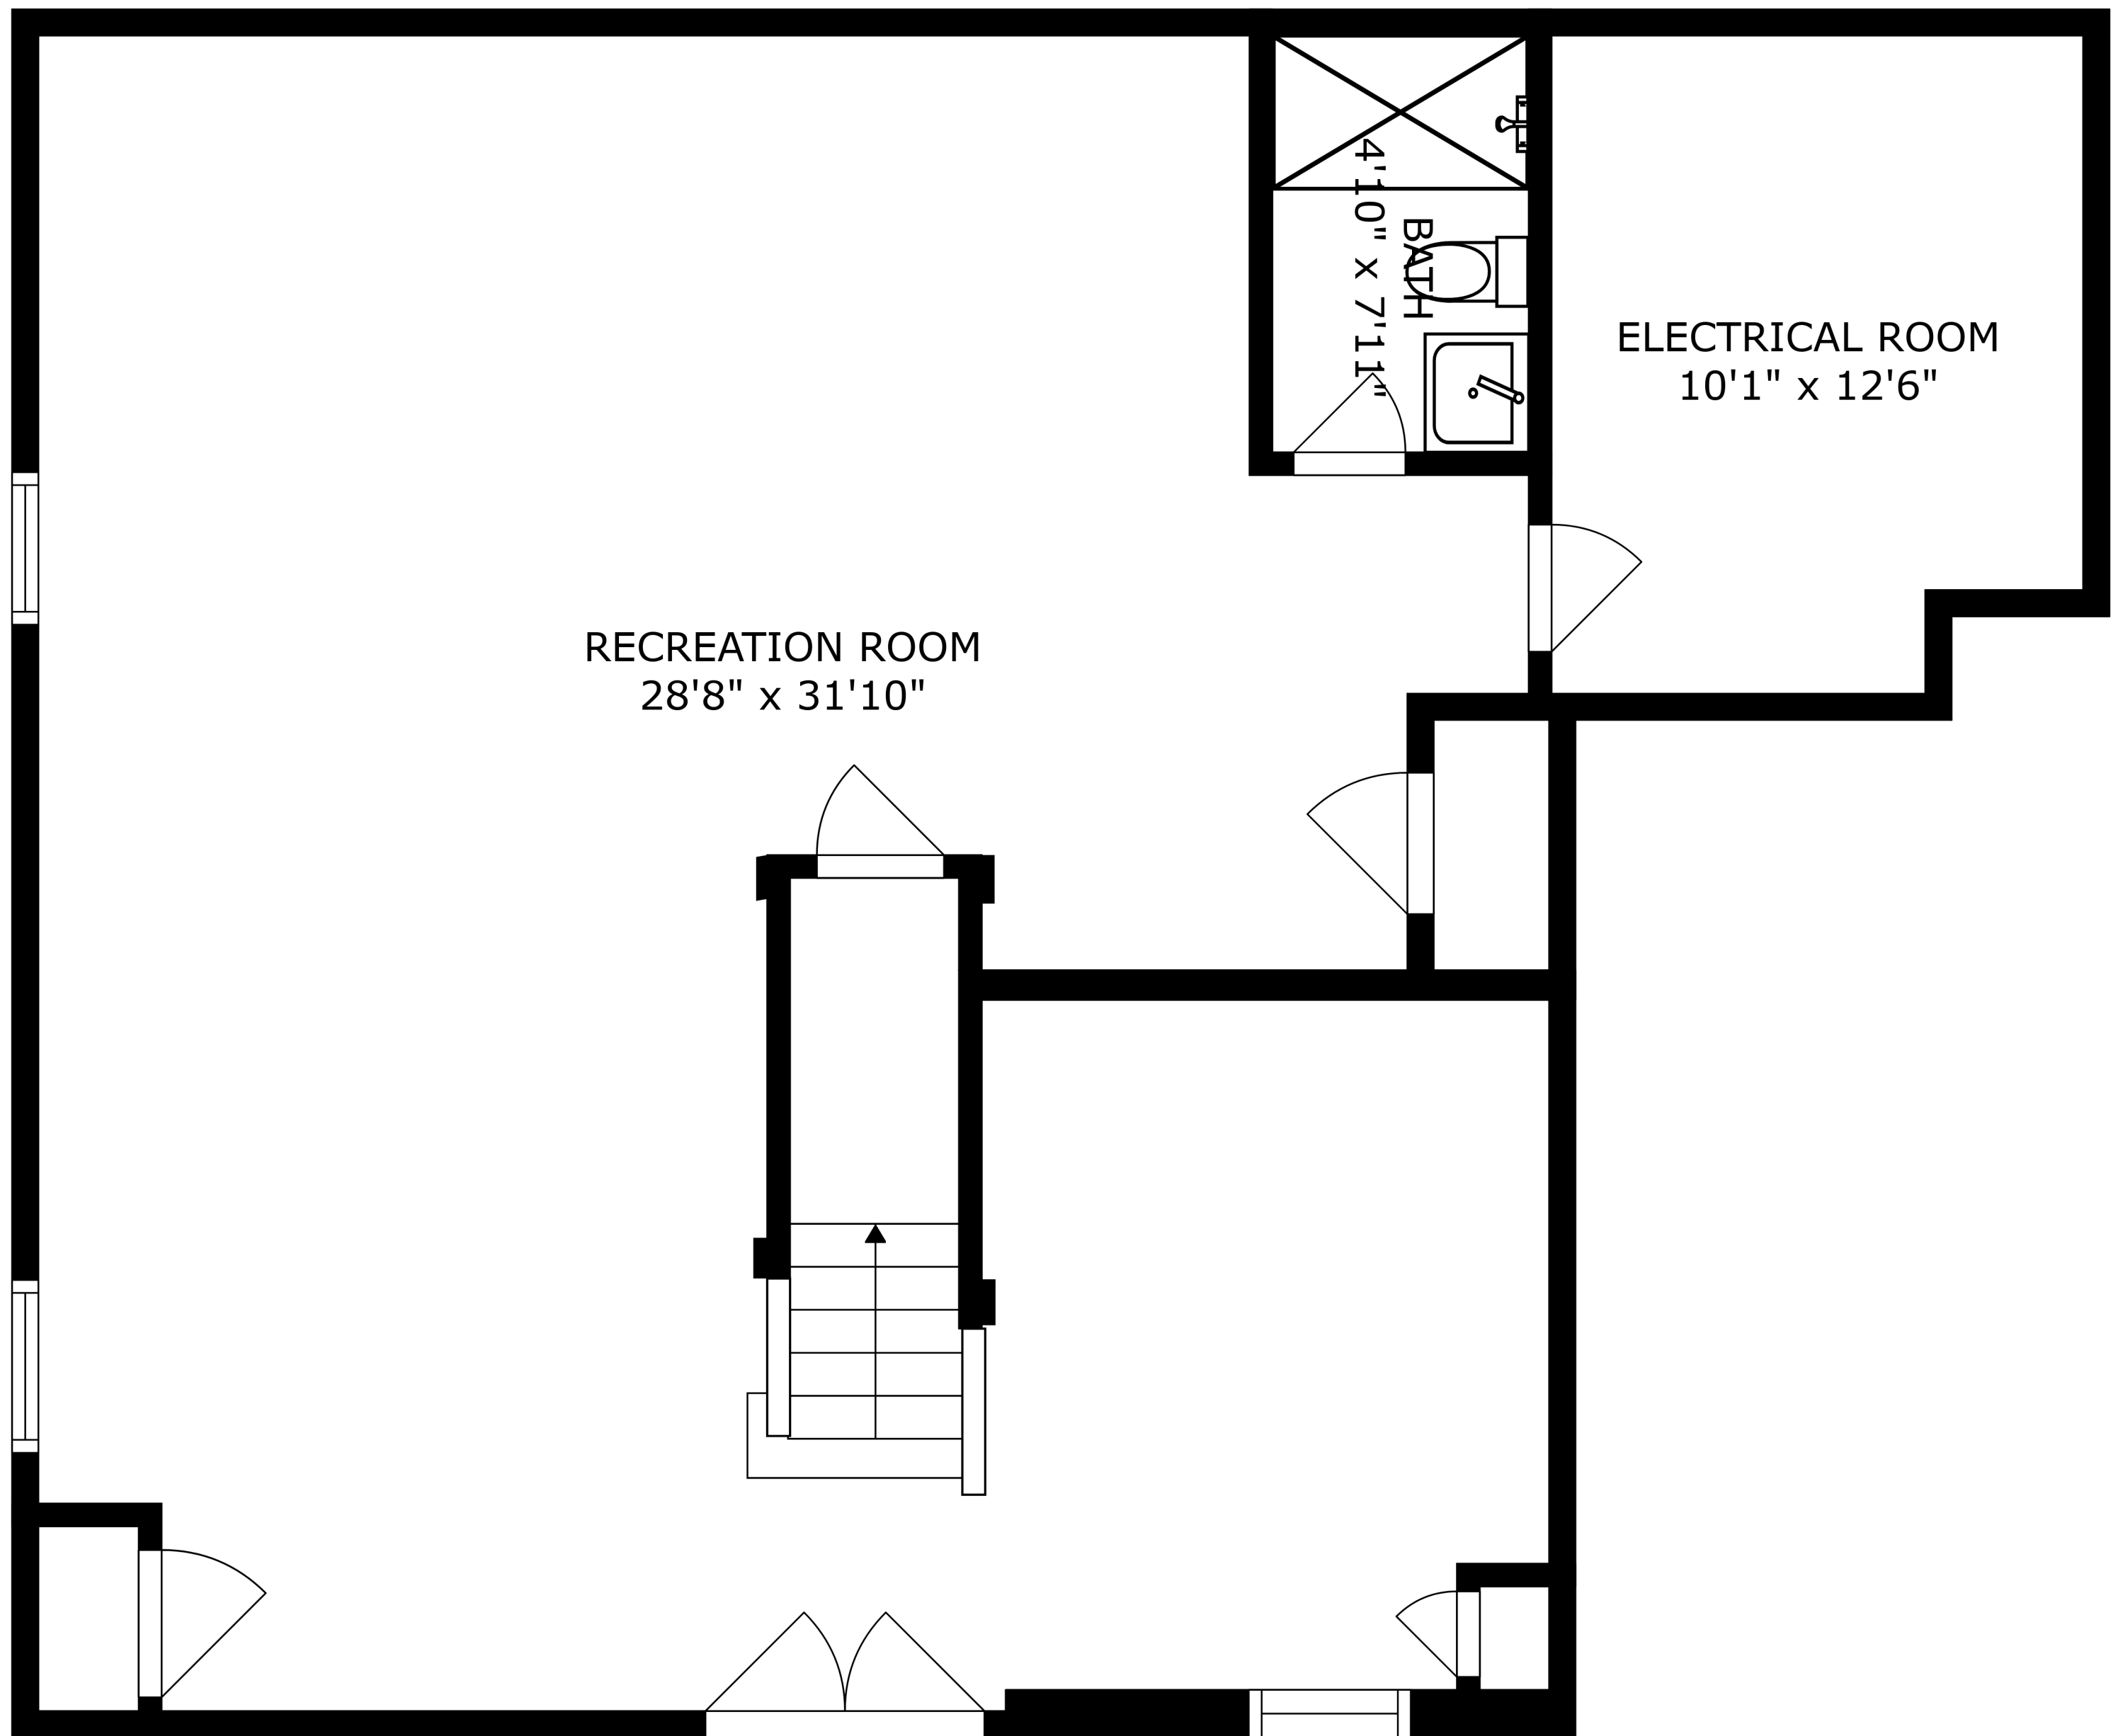 BATH
4'10" x 7'11"
ELECTRICAL ROOM
10'1" x 12'6"
RECREATION ROOM
28'8" x 31'10"